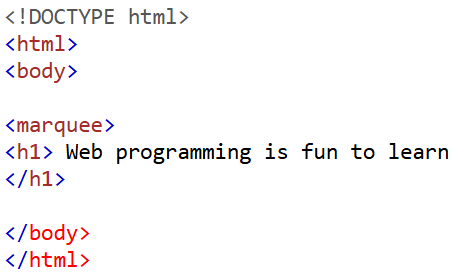 <!DOCTYPE html>
<html>
<body>
<marquee>
<h1> Web programming is fun to learn
</h1>
</body>
</html>